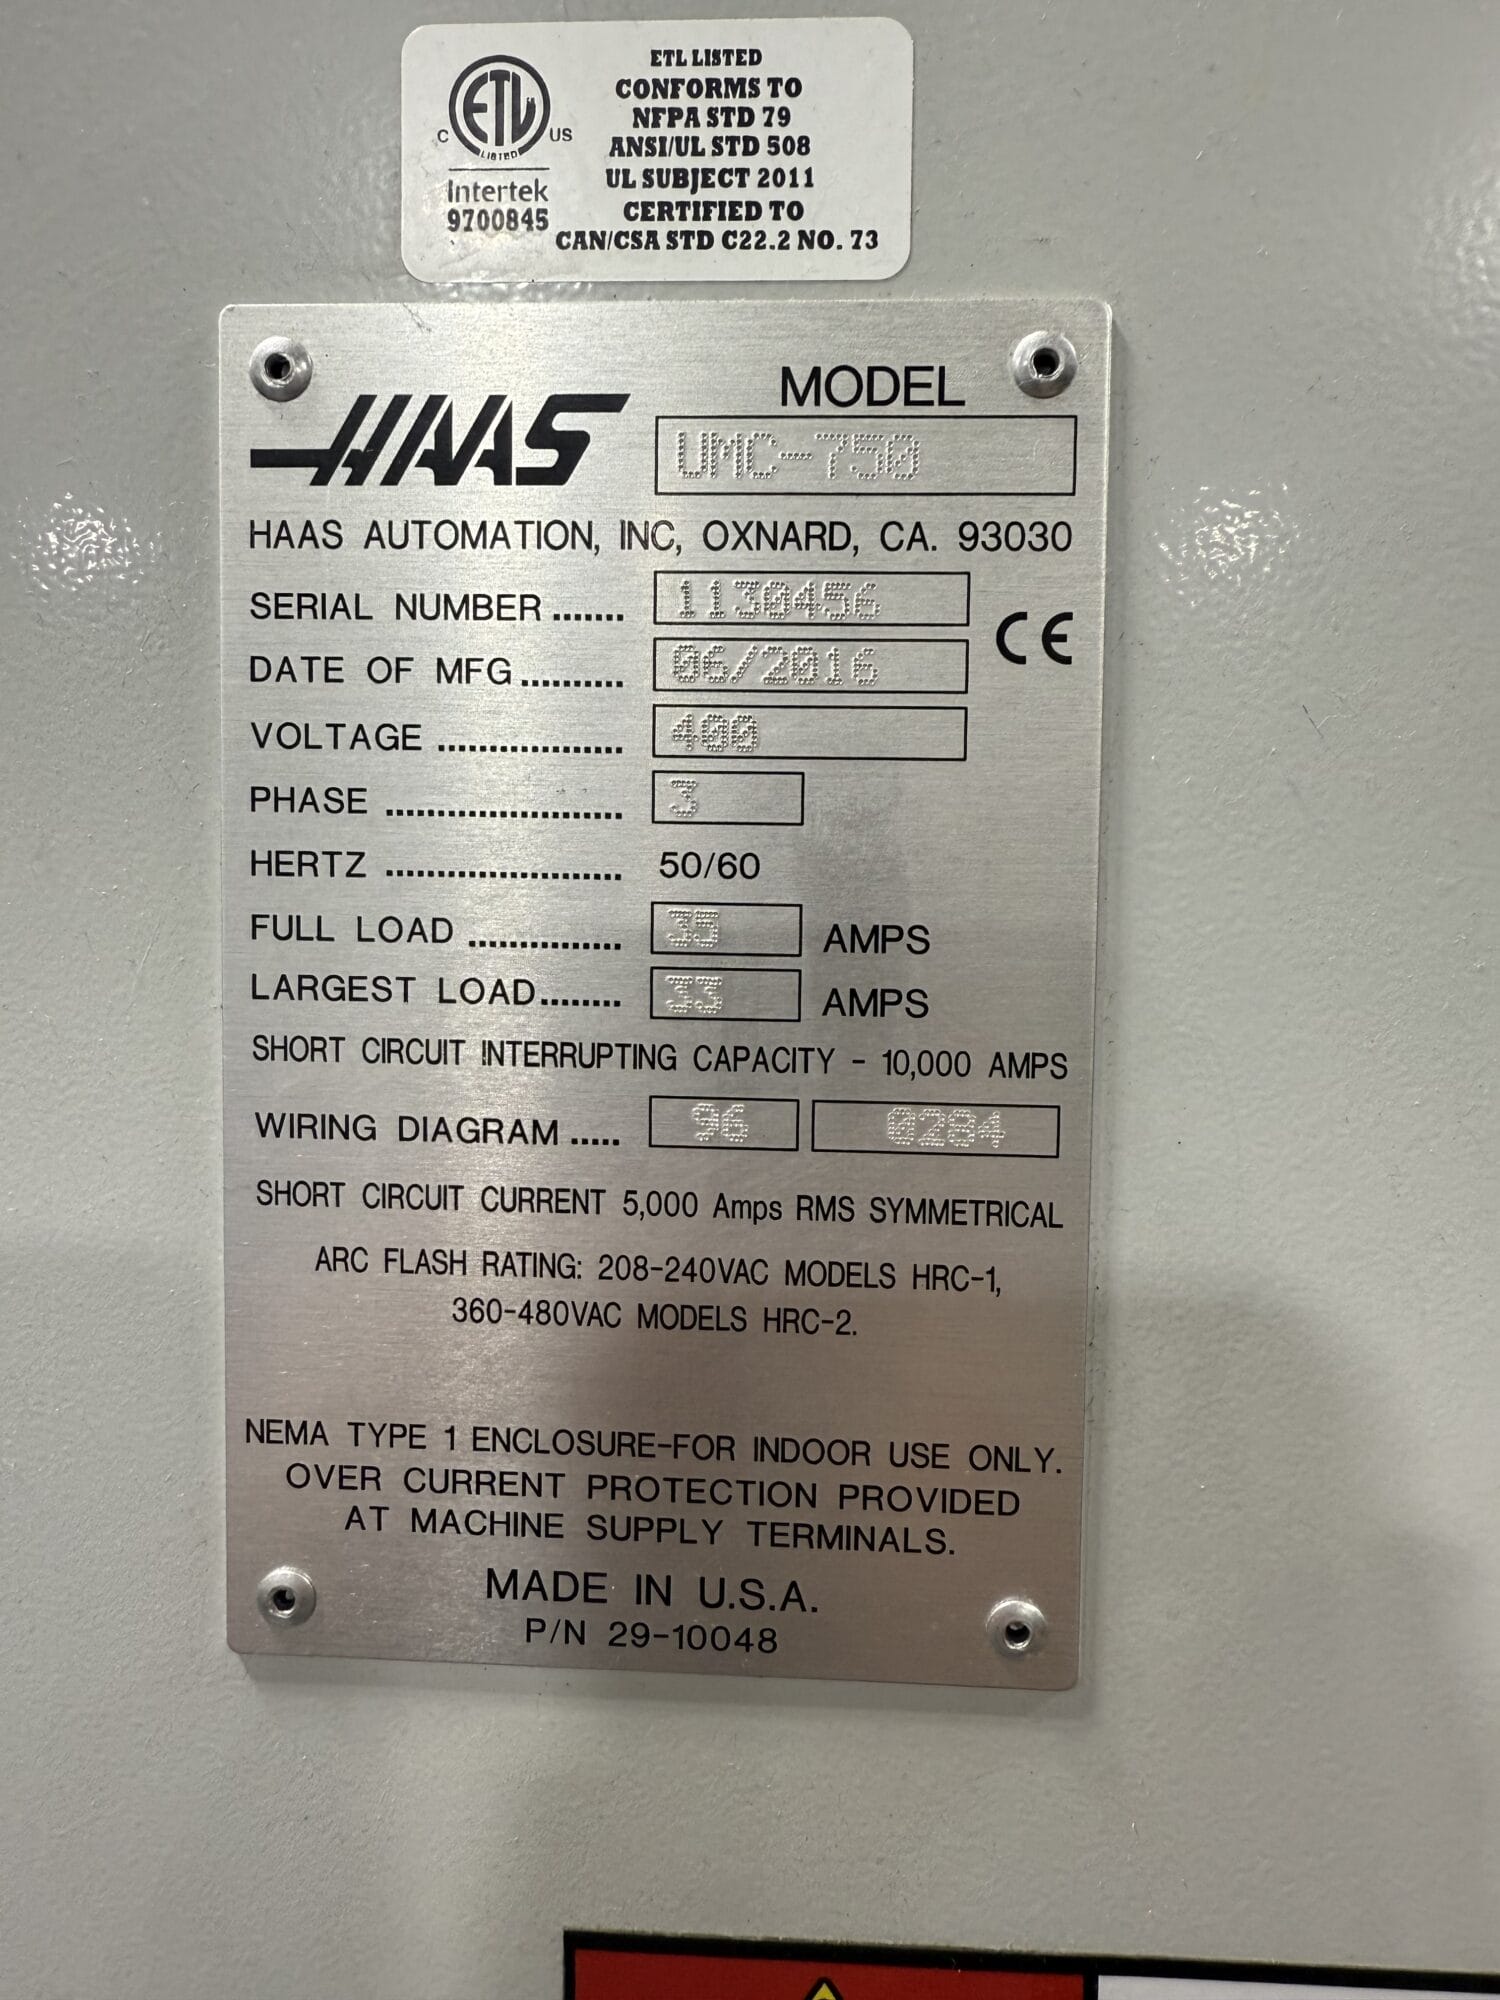 ETL LISTED
CONFORMS TO
NFPA STD 79
ANSI/UL STD 508
UL SUBJECT 2011
CERTIFIED TO
CAN/CSA STD C22.2 NO. 73
C ETL US
LISTED
Intertek
9700845
MODEL
HAAS UMC-750
HAAS AUTOMATION, INC, OXNARD, CA. 93030
SERIAL NUMBER ....... 1130456
CE
DATE OF MFG .......... 06/2016
VOLTAGE .................. 400
PHASE ....................... 3
HERTZ ....................... 50/60
FULL LOAD ............... 35 AMPS
LARGEST LOAD ........ 33 AMPS
SHORT CIRCUIT INTERRUPTING CAPACITY - 10,000 AMPS
WIRING DIAGRAM ..... 96 0284
SHORT CIRCUIT CURRENT 5,000 Amps RMS SYMMETRICAL
ARC FLASH RATING: 208-240VAC MODELS HRC-1,
360-480VAC MODELS HRC-2.
NEMA TYPE 1 ENCLOSURE-FOR INDOOR USE ONLY.
OVER CURRENT PROTECTION PROVIDED
AT MACHINE SUPPLY TERMINALS.
MADE IN U.S.A.
P/N 29-10048